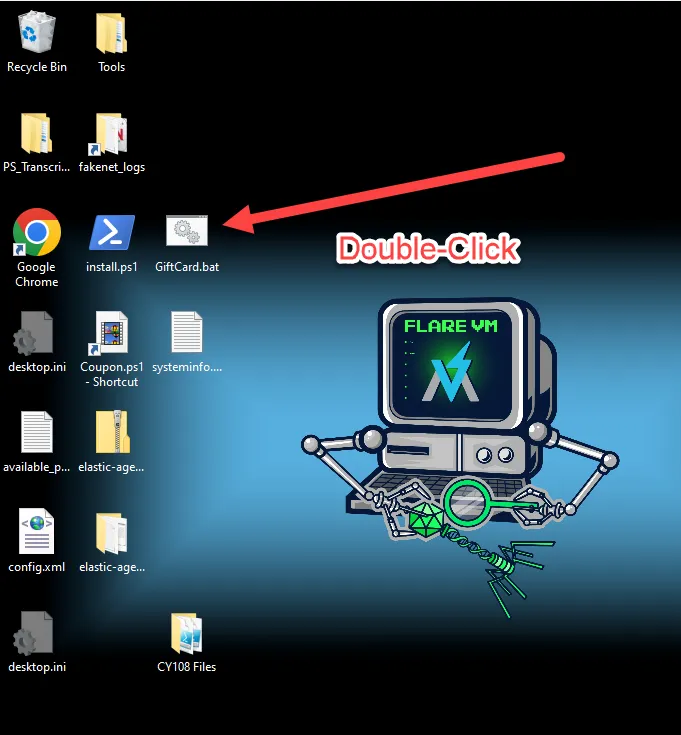 Recycle Bin
Tools
PS_Transcri...
fakenet_logs
Google
Chrome
install.ps1
GiftCard.bat
Double-Click
FLARE VM
desktop.ini
Coupon.ps1
- Shortcut
systeminfo....
available_p...
elastic-age...
config.xml
elastic-age...
desktop.ini
CY108 Files